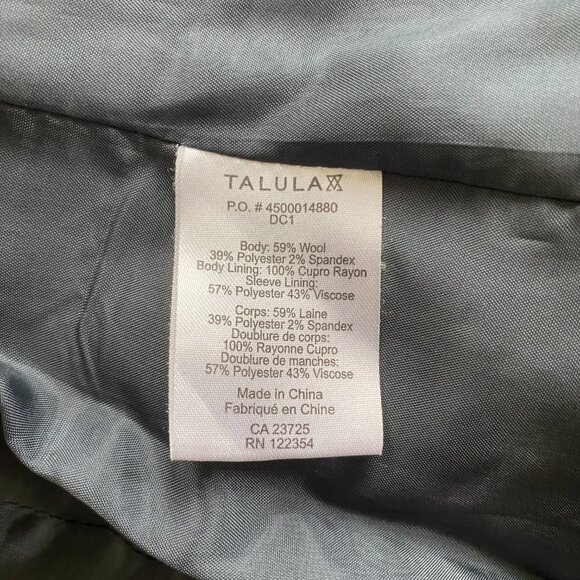 TALULA
P.O. # 4500014880
DC1
Body: 59% Wool
39% Polyester 2% Spandex
Body Lining: 100% Cupro Rayon
Sleeve Lining:
57% Polyester 43% Viscose
Corps: 59% Laine
39% Polyester 2% Spandex
Doublure de corps:
100% Rayonne Cupro
Doublure de manches:
57% Polyester 43% Viscose
Made in China
Fabriqué en Chine
CA 23725
RN 122354